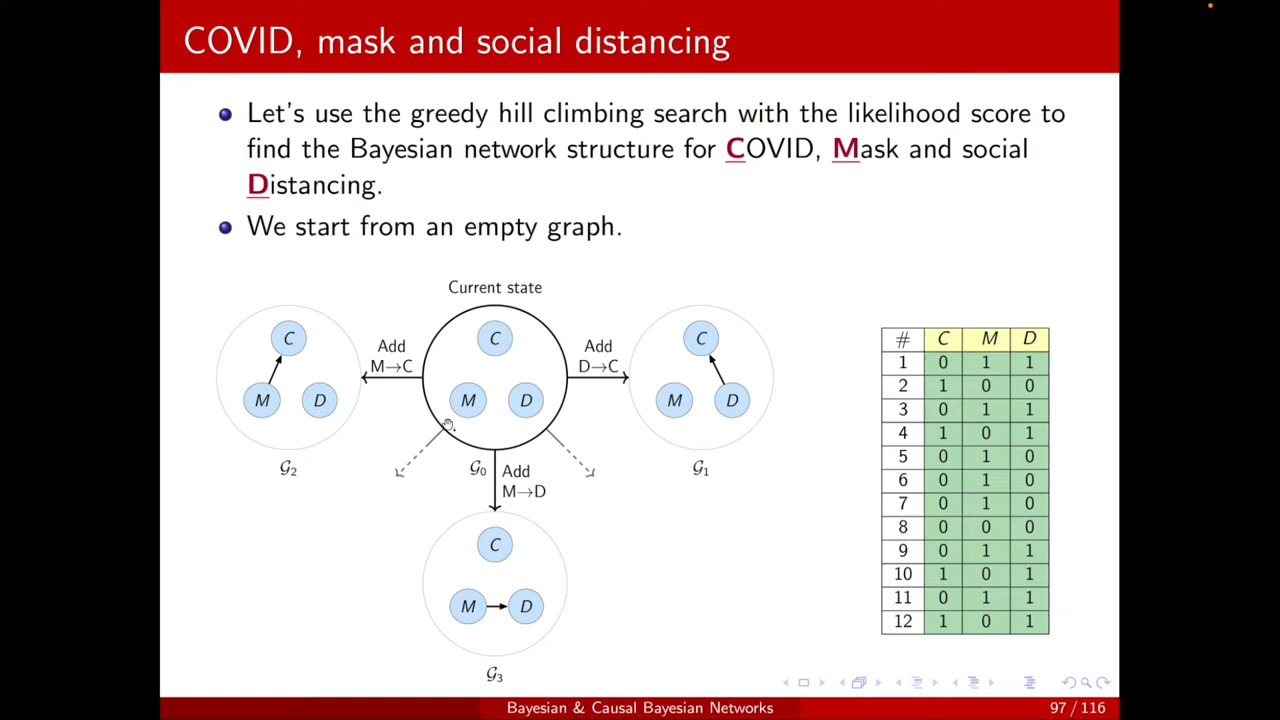 COVID, mask and social distancing
Let's use the greedy hill climbing search with the likelihood score to
find the Bayesian network structure for COVID, Mask and social
Distancing.
We start from an empty graph.
Current state
C
M D
G2
Add
M→C
C
M D
G0
Add
D→C
C
M D
G1
Add
M→D
C
M D
G3
# C M D
1 0 1 1
2 1 0 0
3 0 1 1
4 1 0 1
5 0 1 0
6 0 1 0
7 0 1 0
8 0 0 0
9 0 1 1
10 1 0 1
11 0 1 1
12 1 0 1
Bayesian & Causal Bayesian Networks
97 / 116